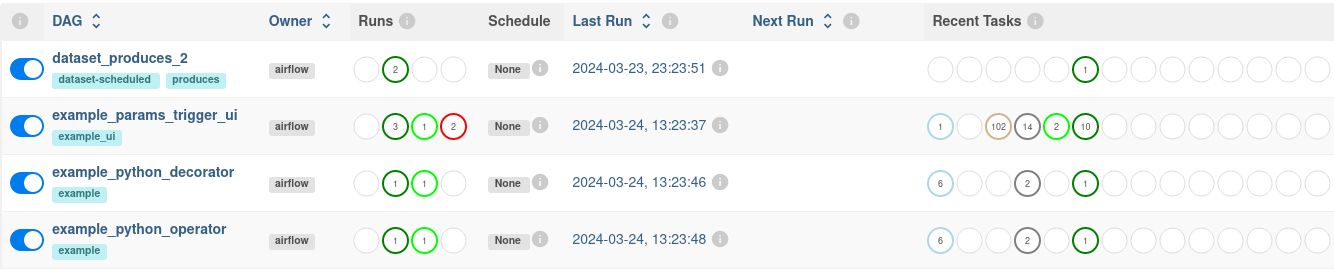 DAG Owner Runs Schedule Last Run Next Run Recent Tasks
dataset_produces_2
dataset-scheduled produces
airflow 2 None 2024-03-23, 23:23:51 1
example_params_trigger_ui
example_ui
airflow 3 1 2 None 2024-03-24, 13:23:37 1 102 14 2 10
example_python_decorator
example
airflow 1 1 None 2024-03-24, 13:23:46 6 2 1
example_python_operator
example
airflow 1 1 None 2024-03-24, 13:23:48 6 2 1